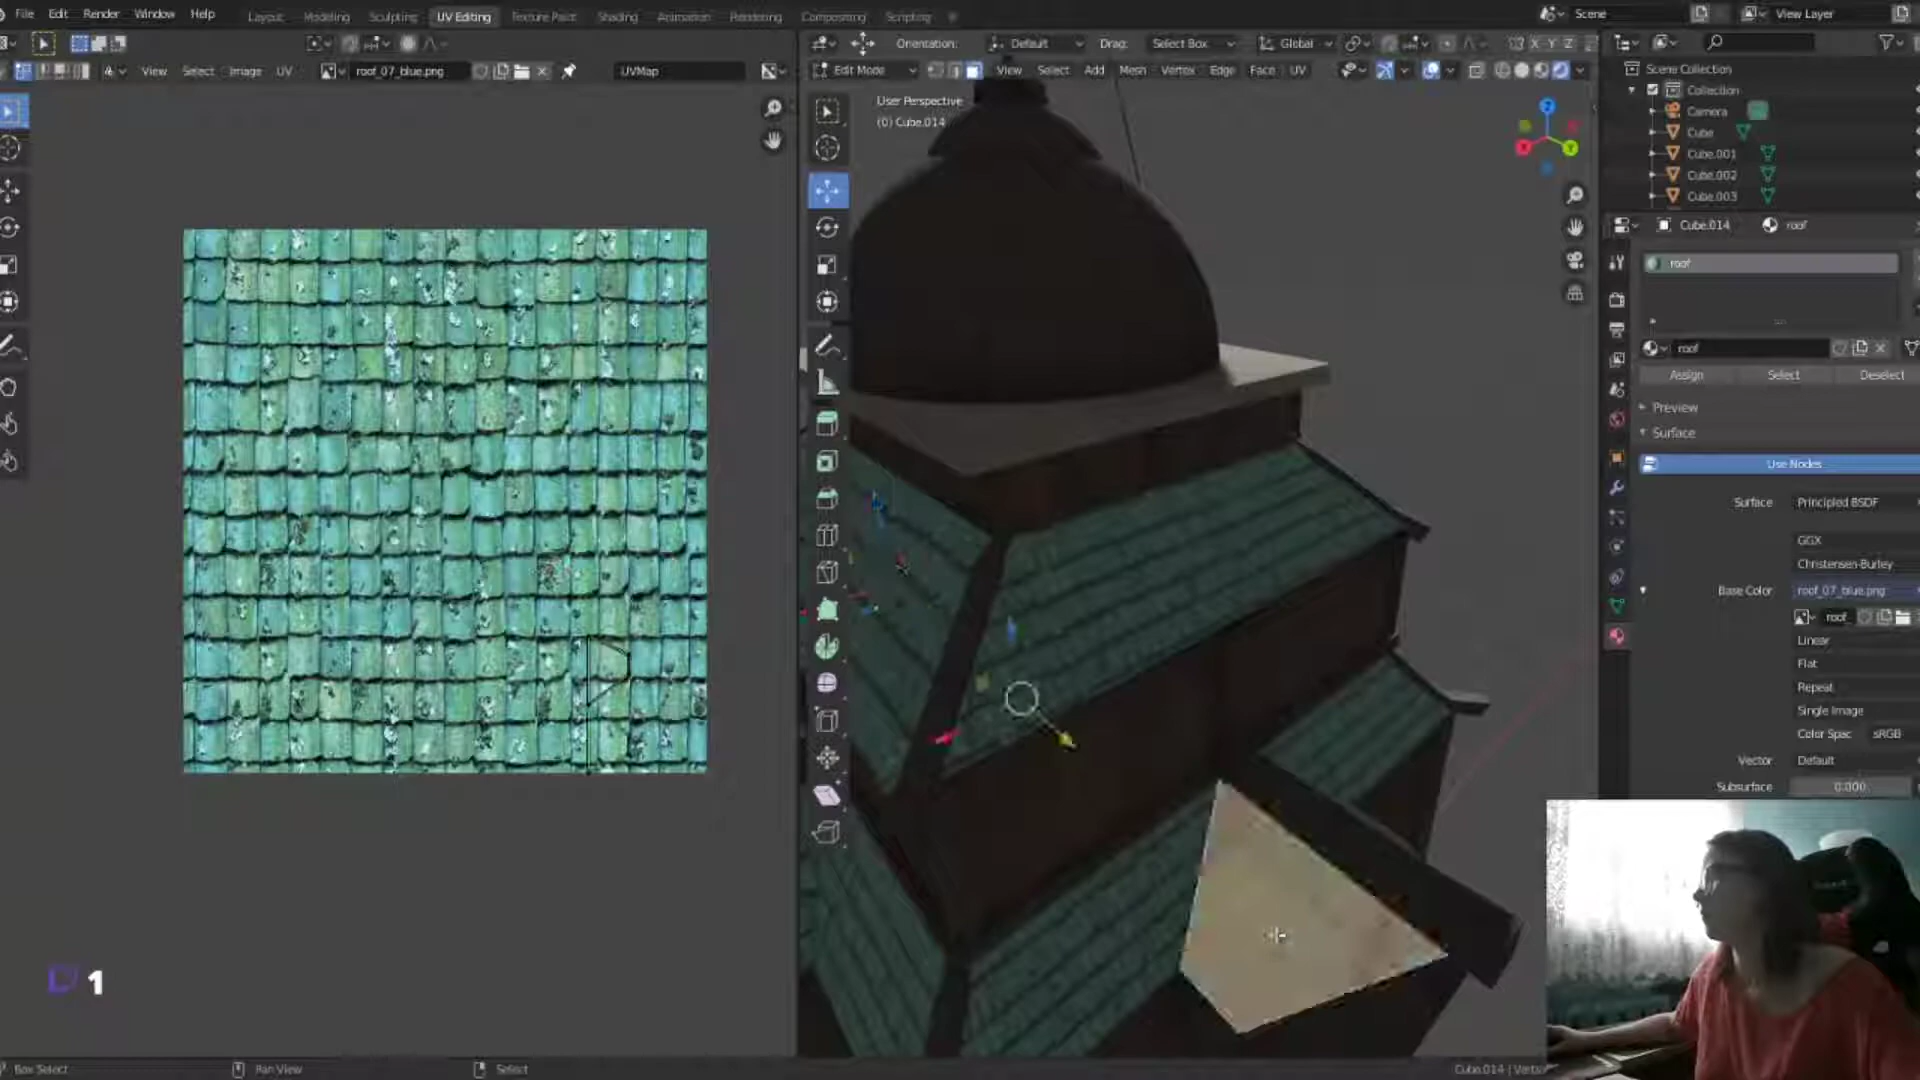 File Edit Render Window Help Layout Modeling Sculpting UV Editing Texture Paint Shading Animation Rendering Compositing Scripting + Scene View Layer
Orientation: Default Drag: Select Box Global X Y Z
View Select Image UV roof_07_blue.png UVMap Edit Mode View Select Add Mesh Vertex Edge Face UV
Scene Collection
Collection
Camera
Cube
Cube.001
Cube.002
Cube.003
User Perspective
(0) Cube.014
Z
X
Y
Cube.014 roof
roof
roof
Assign Select Deselect
Preview
Surface
Use Nodes
Surface Principled BSDF
GGX
Christensen-Burley
Base Color roof_07_blue.png
roof
Linear
Flat
Repeat
Single Image
Color Spac sRGB
Vector Default
Subsurface 0.000
1
Box Select Pan View Select Cube.014 |